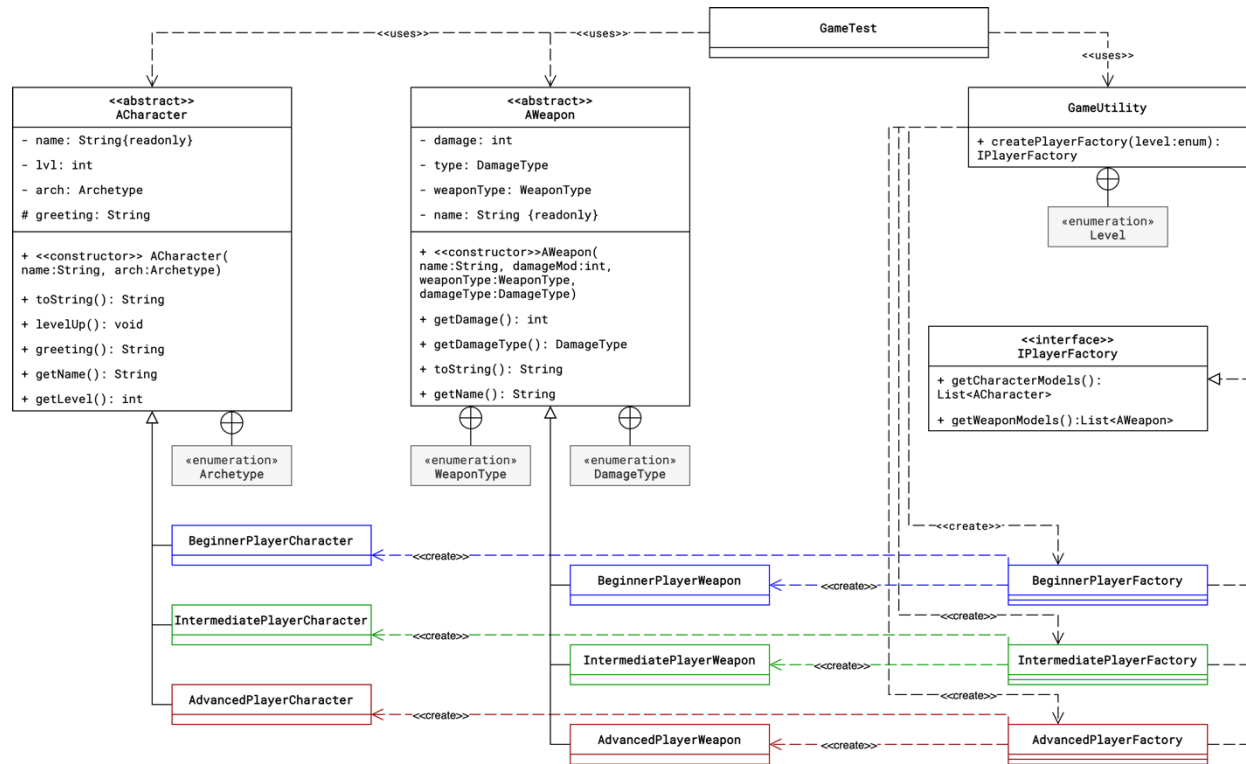 GameTest
<<uses>>
<<uses>>
<<uses>>
<<abstract>>
ACharacter
- name: String{readonly}
- lvl: int
- arch: Archetype
# greeting: String
+ <<constructor>> ACharacter(
name:String, arch:Archetype)
+ toString(): String
+ levelUp(): void
+ greeting(): String
+ getName(): String
+ getLevel(): int
«enumeration»
Archetype
<<abstract>>
AWeapon
- damage: int
- type: DamageType
- weaponType: WeaponType
- name: String {readonly}
+ <<constructor>>AWeapon(
name:String, damageMod:int,
weaponType:WeaponType,
damageType:DamageType)
+ getDamage(): int
+ getDamageType(): DamageType
+ toString(): String
+ getName(): String
«enumeration»
WeaponType
«enumeration»
DamageType
GameUtility
+ createPlayerFactory(level:enum):
IPlayerFactory
«enumeration»
Level
<<interface>>
IPlayerFactory
+ getCharacterModels():
List<ACharacter>
+ getWeaponModels():List<AWeapon>
<<create>>
BeginnerPlayerCharacter
<<create>>
BeginnerPlayerWeapon
<<create>>
BeginnerPlayerFactory
<<create>>
IntermediatePlayerCharacter
<<create>>
IntermediatePlayerWeapon
<<create>>
IntermediatePlayerFactory
<<create>>
AdvancedPlayerCharacter
<<create>>
AdvancedPlayerWeapon
<<create>>
AdvancedPlayerFactory